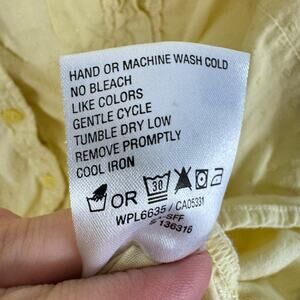 HAND OR MACHINE WASH COLD
NO BLEACH
LIKE COLORS
GENTLE CYCLE
TUMBLE DRY LOW
REMOVE PROMPTLY
COOL IRON
OR 30
WPL6635 / CA05331
SFF
#136316